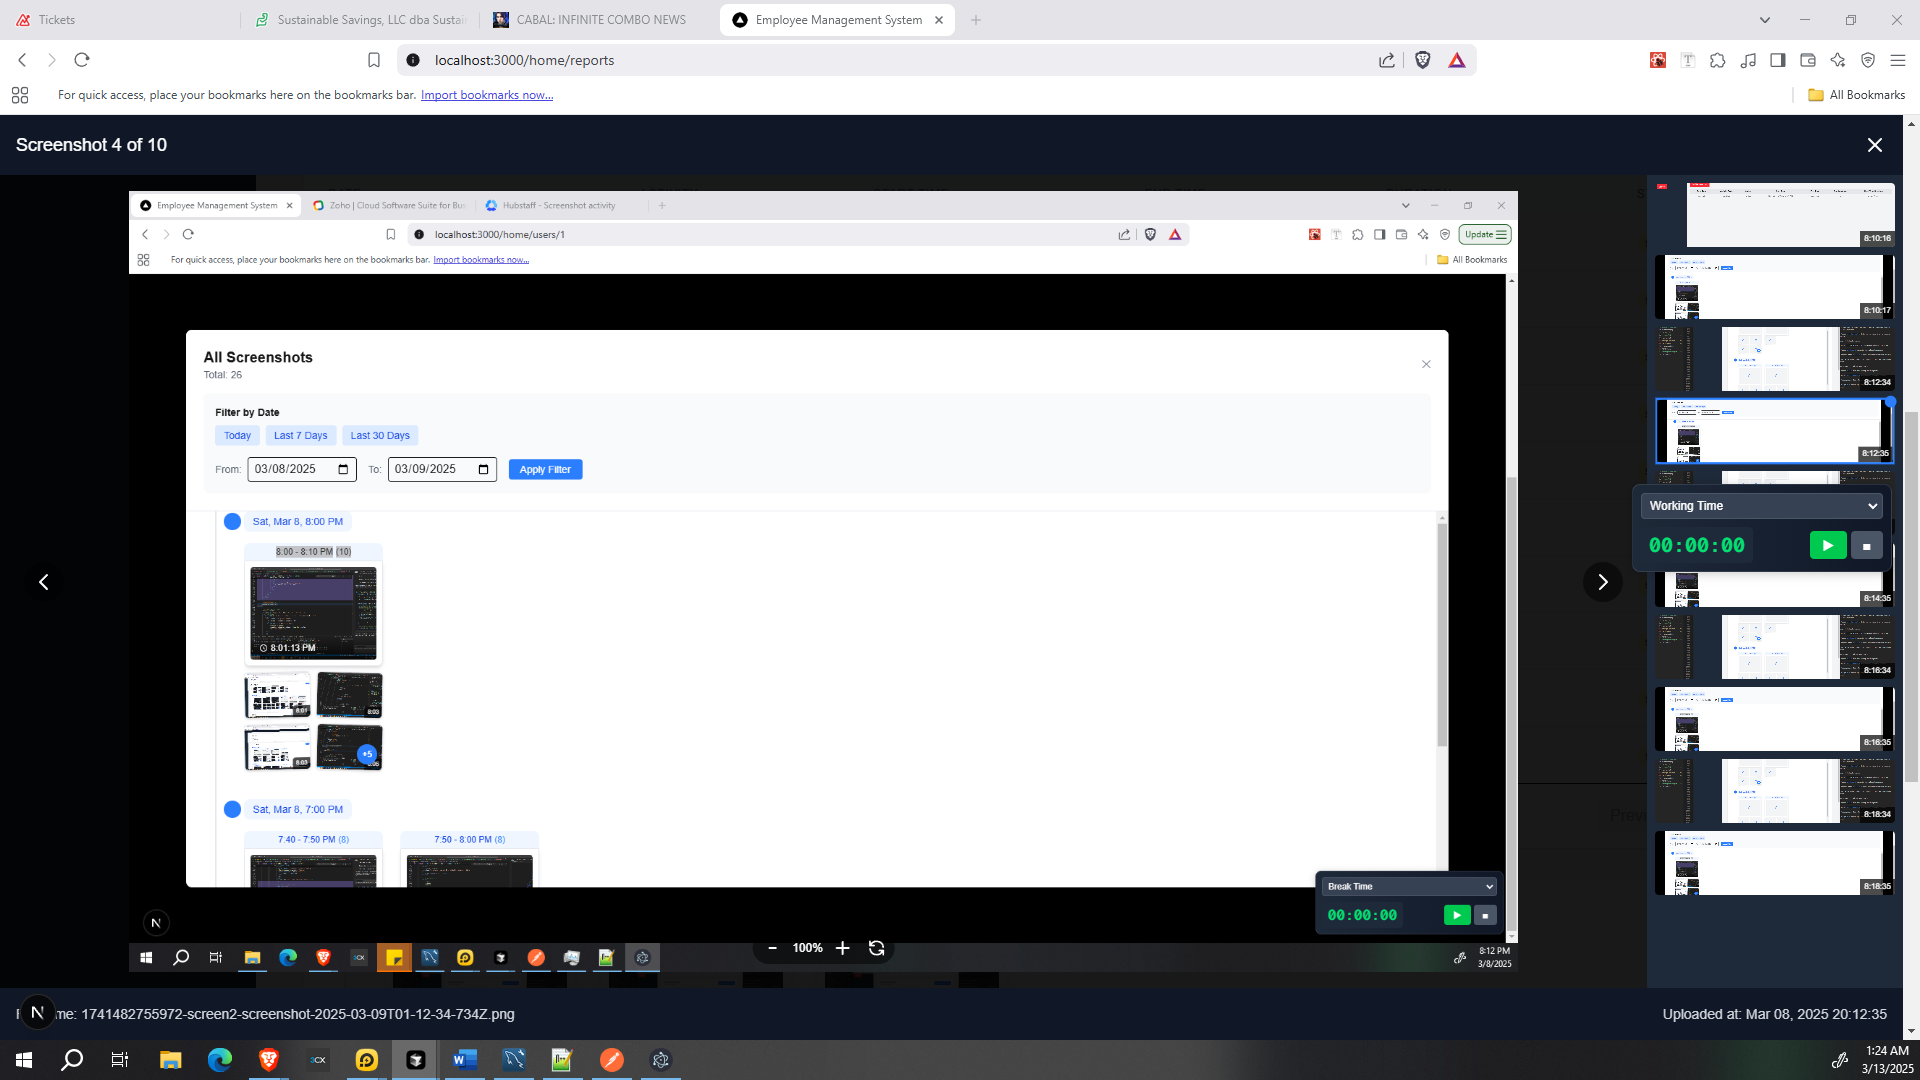 Tickets
Sustainable Savings, LLC dba Sustai
CABAL: INFINITE COMBO NEWS
Employee Management System
localhost:3000/home/reports
For quick access, place your bookmarks here on the bookmarks bar. Import bookmarks now...
All Bookmarks
Screenshot 4 of 10
Employee Management System
Zoho | Cloud Software Suite for Bus
Hubstaff - Screenshot activity
localhost:3000/home/users/1
Update
For quick access, place your bookmarks here on the bookmarks bar. Import bookmarks now...
All Bookmarks
All Screenshots
Total: 26
Filter by Date
Today
Last 7 Days
Last 30 Days
From: 03/08/2025 To: 03/09/2025 Apply Filter
Sat, Mar 8, 8:00 PM
8:00 - 8:10 PM (10)
8:01:13 PM
8:01
8:03
8:03
+5
Sat, Mar 8, 7:00 PM
7:40 - 7:50 PM (8)
7:50 - 8:00 PM (8)
Break Time
00:00:00
N
100%
3CX
8:12 PM
3/8/2025
8:10:16
8:10:17
8:12:34
8:12:35
Working Time
00:00:00
8:14:35
8:16:34
8:16:35
8:18:34
8:18:35
Prev
N
me: 1741482755972-screen2-screenshot-2025-03-09T01-12-34-734Z.png
Uploaded at: Mar 08, 2025 20:12:35
3CX
1:24 AM
3/13/2025